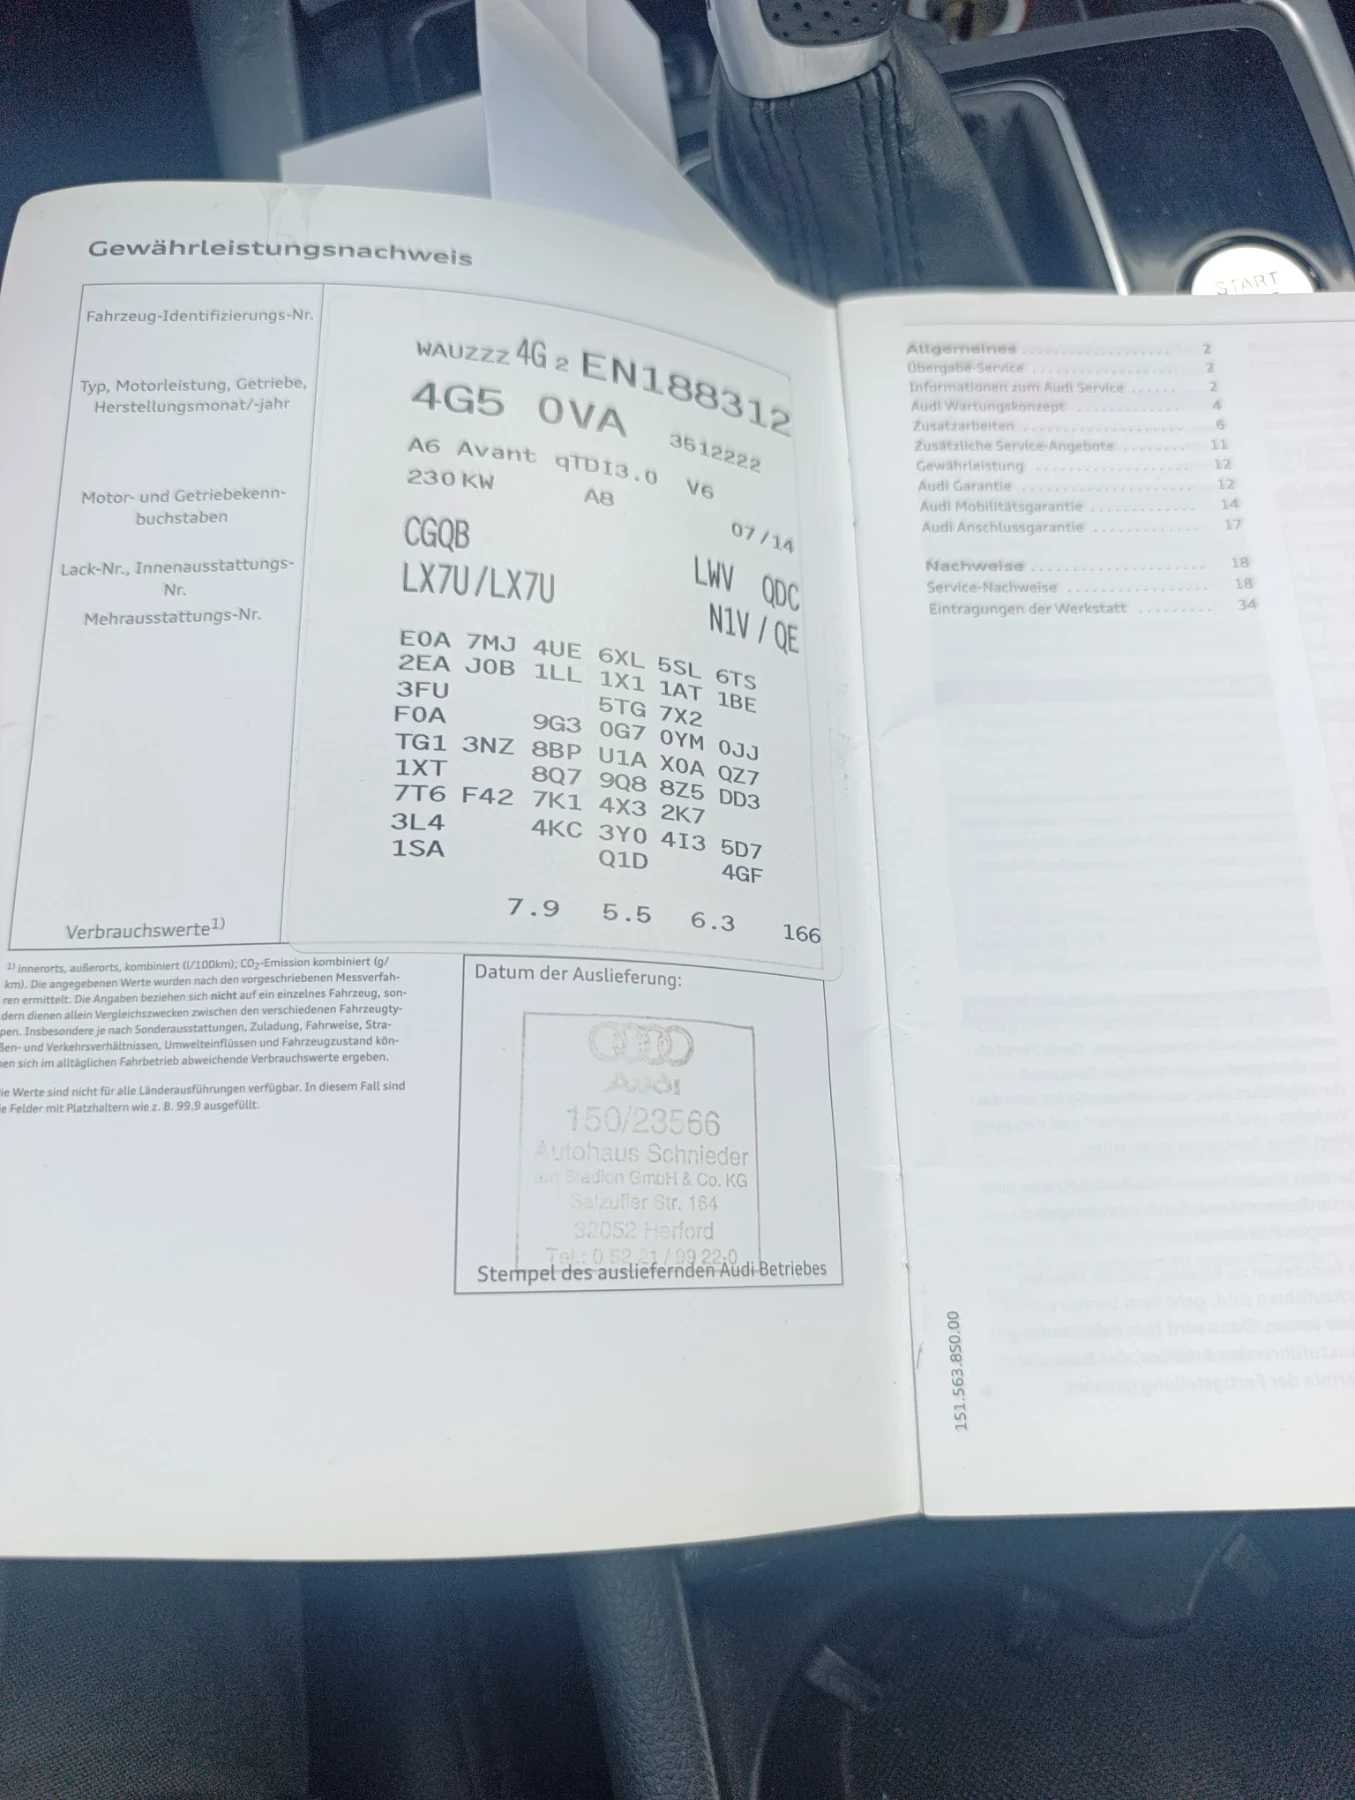 Gewährleistungsnachweis
Fahrzeug-Identifizierungs-Nr.
WAUZZZ 4G 2 EN188312
Typ, Motorleistung, Getriebe,
Herstellungsmonat/-jahr
4G5 0VA 3512222
A6 Avant qTDI3.0 V6
230 KW A8 07/14
Motor- und Getriebekenn-
buchstaben
CGQB LWV QDC
Lack-Nr., Innenausstattungs-
Nr.
LX7U/LX7U N1V / QE
Mehrausstattungs-Nr.
E0A 7MJ 4UE 6XL 5SL 6TS
2EA J0B 1LL 1X1 1AT 1BE
3FU 5TG 7X2
F0A 9G3 0G7 0YM 0JJ
TG1 3NZ 8BP U1A X0A QZ7
1XT 8Q7 9Q8 8Z5 DD3
7T6 F42 7K1 4X3 2K7
3L4 4KC 3Y0 4I3 5D7
1SA Q1D 4GF
Verbrauchswerte1)
7.9 5.5 6.3 166
1) innerorts, außerorts, kombiniert (l/100km); CO2-Emission kombiniert (g/
km). Die angegebenen Werte wurden nach den vorgeschriebenen Messverfah-
ren ermittelt. Die Angaben beziehen sich nicht auf ein einzelnes Fahrzeug, son-
dern dienen allein Vergleichszwecken zwischen den verschiedenen Fahrzeugty-
pen. Insbesondere je nach Sonderausstattungen, Zuladung, Fahrweise, Stra-
ßen- und Verkehrsverhältnissen, Umwelteinflüssen und Fahrzeugzustand kön-
nen sich im alltäglichen Fahrbetrieb abweichende Verbrauchswerte ergeben.
ie Werte sind nicht für alle Länderausführungen verfügbar. In diesem Fall sind
e Felder mit Platzhaltern wie z. B. 99.9 ausgefüllt.
Datum der Auslieferung:
Audi
150/23566
Autohaus Schnieder
am Stadion GmbH & Co. KG
Salzufler Str. 164
32052 Herford
Tel.: 0 52 21 / 99 22-0
Stempel des ausliefernden Audi Betriebes
START
Allgemeines 2
Übergabe-Service 2
Informationen zum Audi Service 2
Audi Wartungskonzept 4
Zusatzarbeiten 6
Zusätzliche Service-Angebote 11
Gewährleistung 12
Audi Garantie 12
Audi Mobilitätsgarantie 14
Audi Anschlussgarantie 17
Nachweise 18
Service-Nachweise 18
Eintragungen der Werkstatt 34
151.563.8S0.00